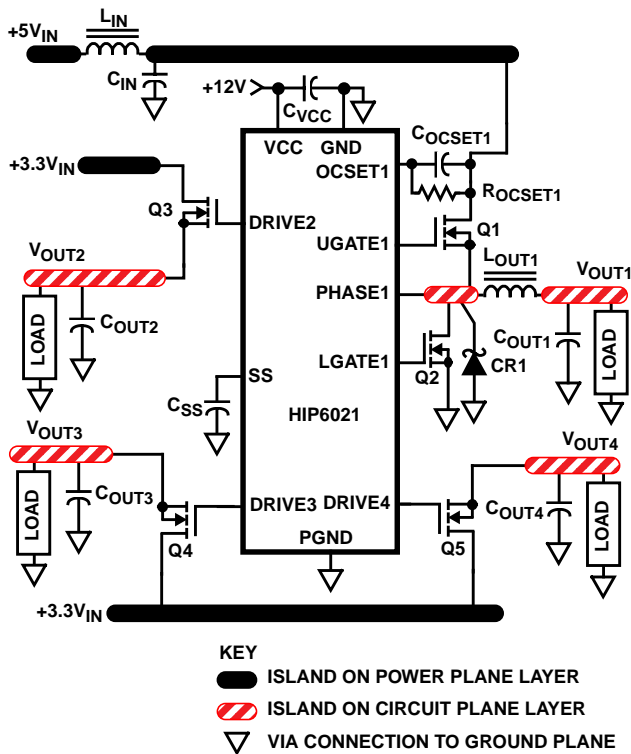 +5VIN
LIN
CIN
+12V
CVCC
VCC
GND
+3.3VIN
Q3
DRIVE2
OCSET1
COCSET1
ROCSET1
UGATE1
Q1
VOUT2
LOAD
COUT2
PHASE1
LOUT1
VOUT1
COUT1
LOAD
LGATE1
Q2
CR1
SS
CSS
HIP6021
VOUT3
LOAD
COUT3
Q4
DRIVE3
DRIVE4
Q5
VOUT4
COUT4
LOAD
PGND
+3.3VIN
KEY
ISLAND ON POWER PLANE LAYER
ISLAND ON CIRCUIT PLANE LAYER
VIA CONNECTION TO GROUND PLANE